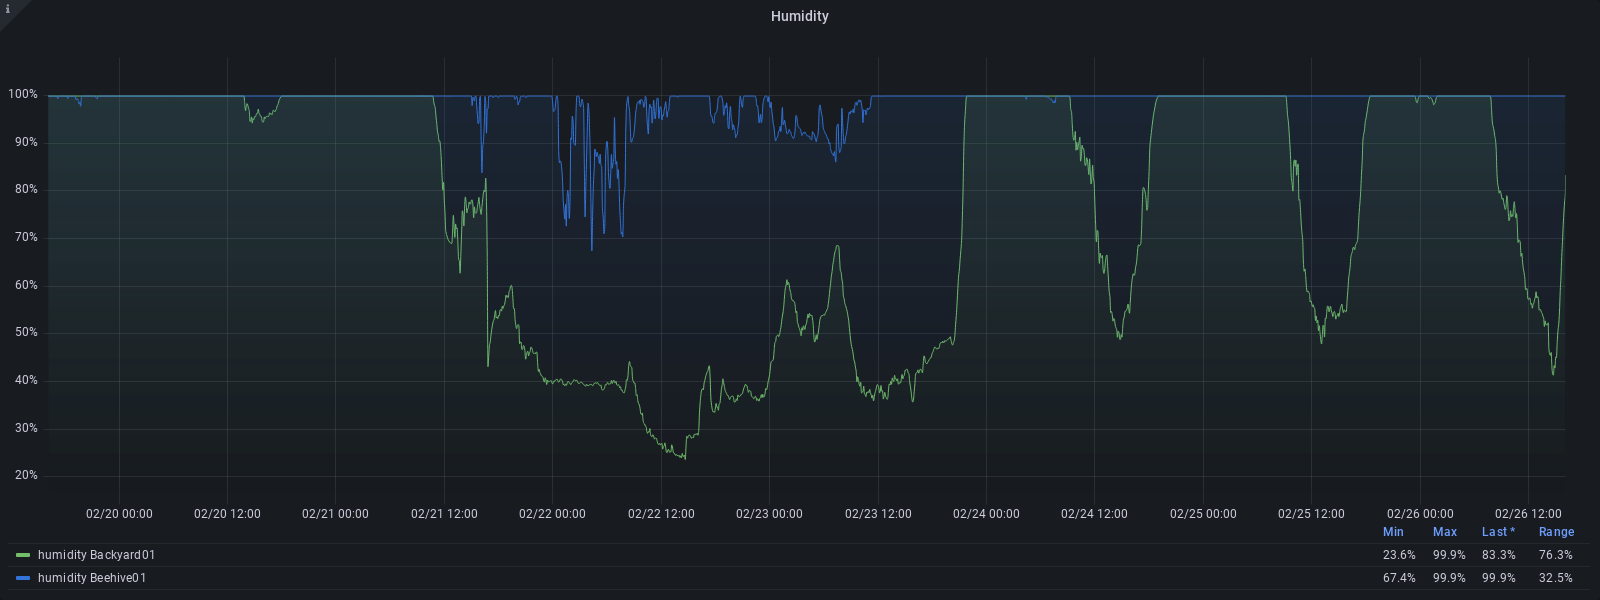 i
Humidity
100%
90%
80%
70%
60%
50%
40%
30%
20%
02/20 00:00 02/20 12:00 02/21 00:00 02/21 12:00 02/22 00:00 02/22 12:00 02/23 00:00 02/23 12:00 02/24 00:00 02/24 12:00 02/25 00:00 02/25 12:00 02/26 00:00 02/26 12:00
Min Max Last * Range
humidity Backyard01 23.6% 99.9% 83.3% 76.3%
humidity Beehive01 67.4% 99.9% 99.9% 32.5%